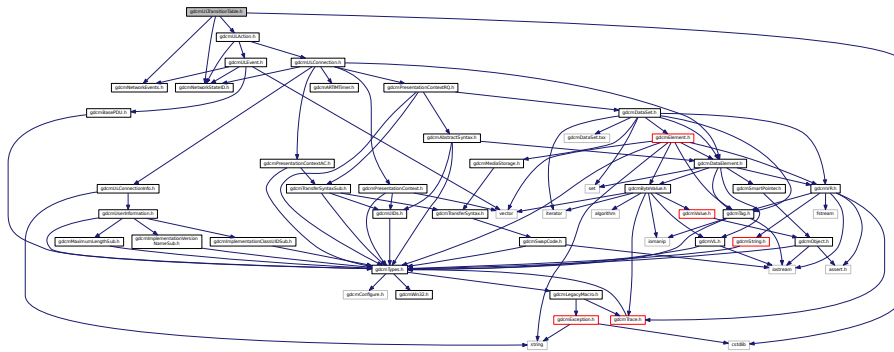 gdcmULTransitionTable.h
gdcmULAction.h
gdcmULEvent.h
gdcmULConnection.h
gdcmNetworkEvents.h
gdcmNetworkStateID.h
gdcmARTIMTimer.h
gdcmPresentationContextRQ.h
gdcmBasePDU.h
gdcmDataSet.h
gdcmAbstractSyntax.h
gdcmDataSet.txx
gdcmElement.h
gdcmPresentationContextAC.h
gdcmMediaStorage.h
gdcmDataElement.h
gdcmULConnectionInfo.h
gdcmTransferSyntaxSub.h
gdcmPresentationContext.h
set
gdcmByteValue.h
gdcmSmartPointer.h
gdcmVR.h
gdcmUserInformation.h
gdcmUIDs.h
gdcmTransferSyntax.h
vector
iterator
algorithm
gdcmValue.h
gdcmTag.h
fstream
gdcmMaximumLengthSub.h
gdcmImplementationVersion
NameSub.h
gdcmImplementationClassUIDSub.h
gdcmSwapCode.h
iomanip
gdcmVL.h
gdcmString.h
gdcmObject.h
gdcmTypes.h
iostream
assert.h
gdcmConfigure.h
gdcmWin32.h
gdcmLegacyMacro.h
gdcmException.h
gdcmTrace.h
string
cstdlib